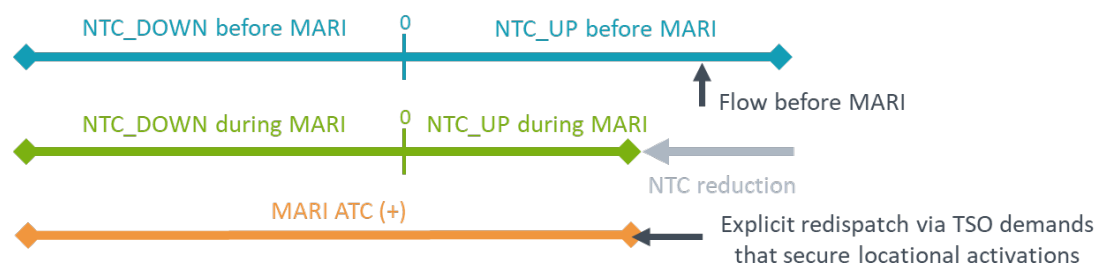 NTC_DOWN before MARI 0 NTC_UP before MARI
Flow before MARI
NTC_DOWN during MARI 0 NTC_UP during MARI
NTC reduction
MARI ATC (+)
Explicit redispatch via TSO demands
that secure locational activations